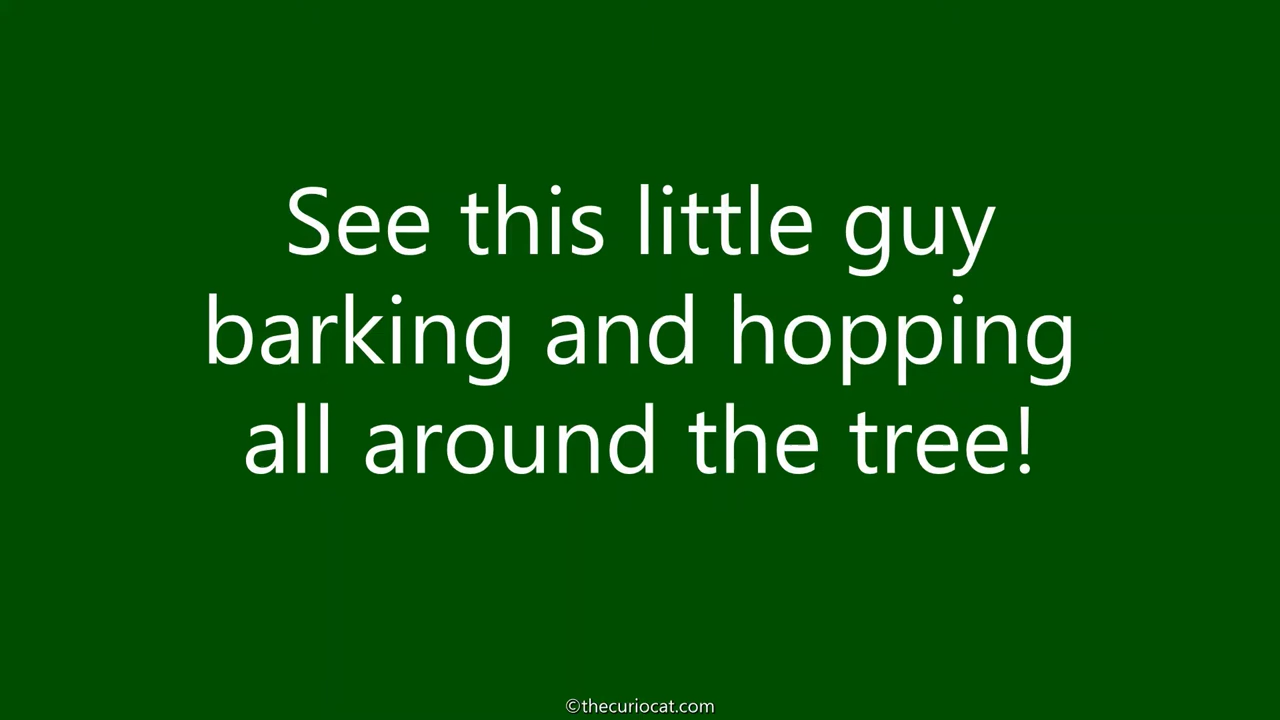 See this little guy
barking and hopping
all around the tree!
©thecuriocat.com